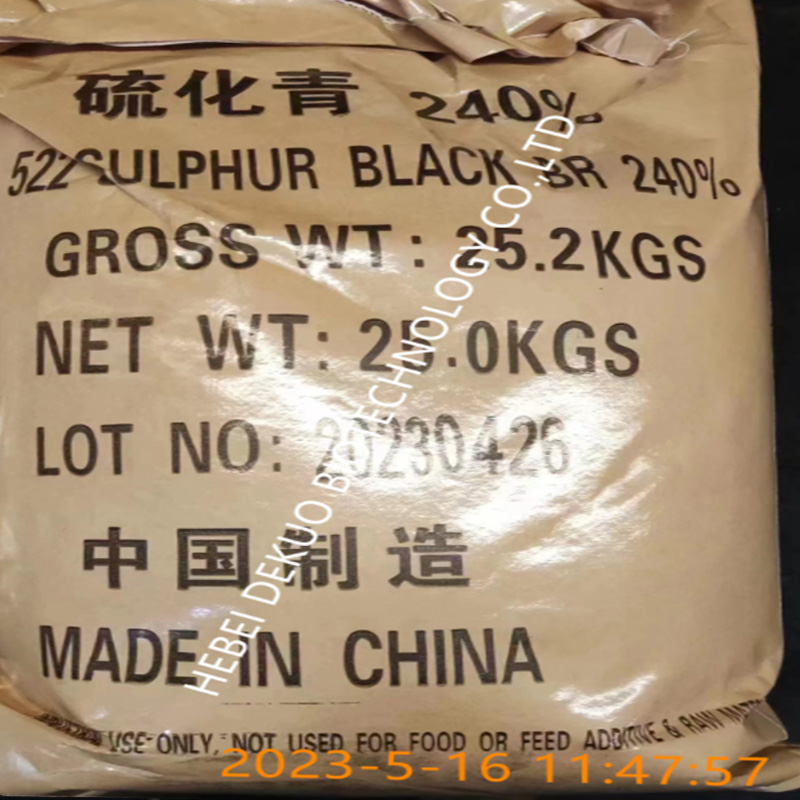 硫化青 240%
522 SULPHUR BLACK BR 240%
GROSS WT: 25.2KGS
NET WT: 25.0KGS
LOT NO: 20230426
中国制造
MADE IN CHINA
USE ONLY, NOT USED FOR FOOD OR FEED ADDITIVE & RAW
HEBEI DEKUO BIOTECHNOLOGY CO.,LTD
2023-5-16 11:47:57